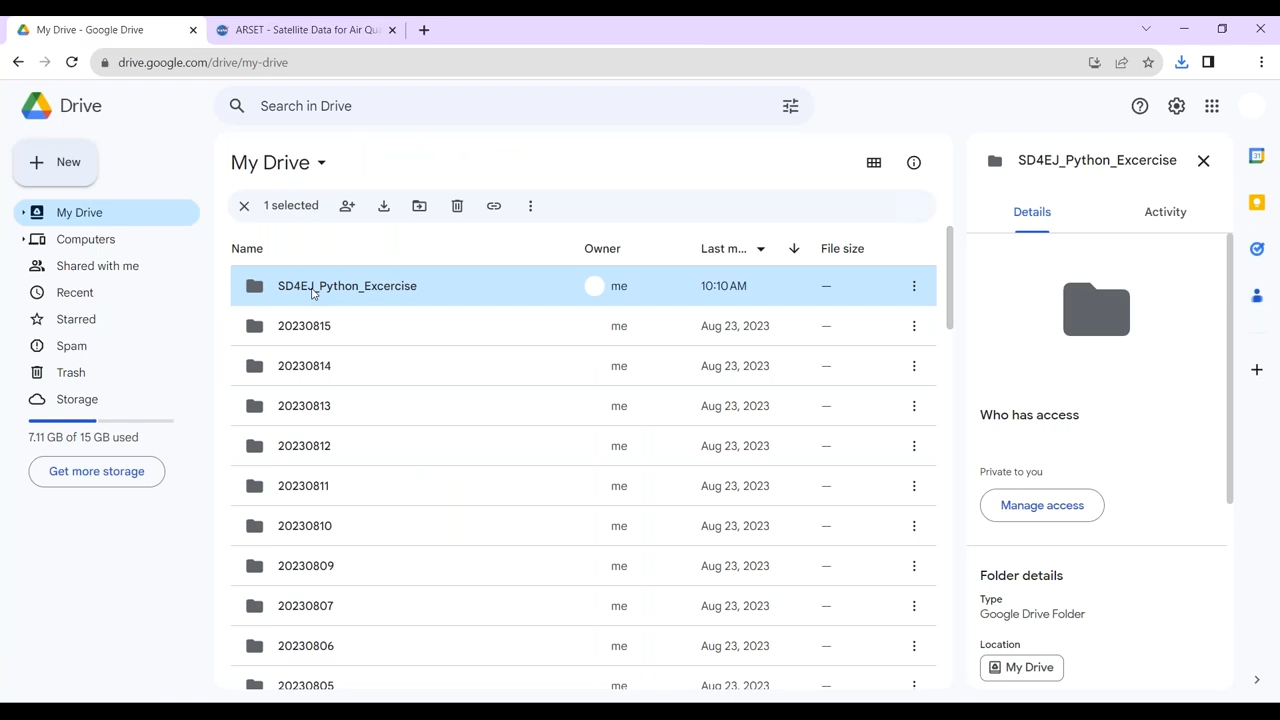 My Drive - Google Drive
ARSET - Satellite Data for Air Qu
drive.google.com/drive/my-drive
Drive
Search in Drive
New
My Drive
Computers
Shared with me
Recent
Starred
Spam
Trash
Storage
7.11 GB of 15 GB used
Get more storage
My Drive
1 selected
Name Owner Last m... File size
SD4EJ_Python_Excercise me 10:10 AM —
20230815 me Aug 23, 2023 —
20230814 me Aug 23, 2023 —
20230813 me Aug 23, 2023 —
20230812 me Aug 23, 2023 —
20230811 me Aug 23, 2023 —
20230810 me Aug 23, 2023 —
20230809 me Aug 23, 2023 —
20230807 me Aug 23, 2023 —
20230806 me Aug 23, 2023 —
20230805 me Aug 23, 2023 —
SD4EJ_Python_Excercise
Details Activity
Who has access
Private to you
Manage access
Folder details
Type
Google Drive Folder
Location
My Drive
31